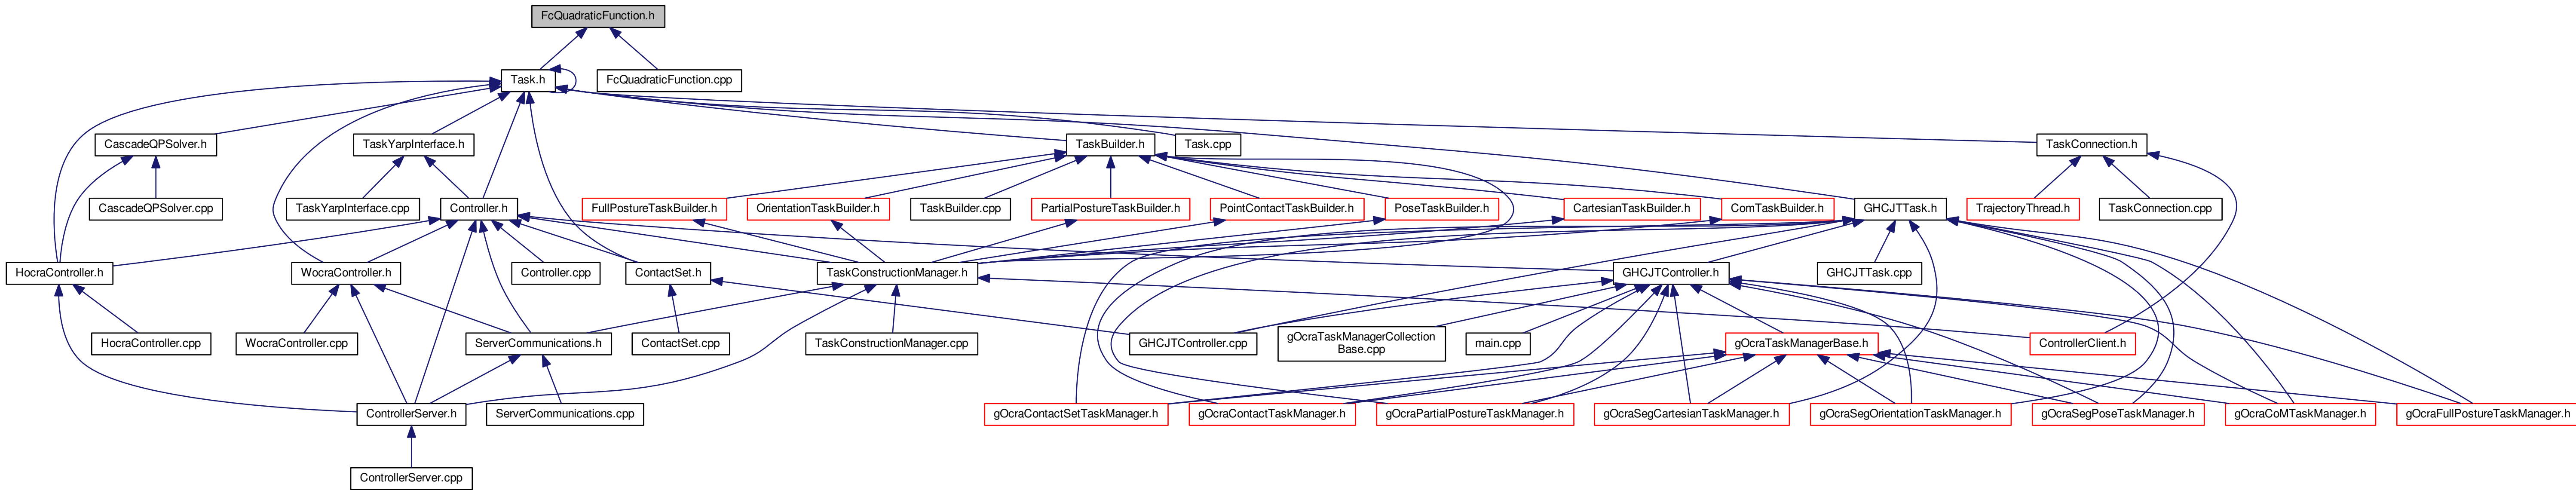 FcQuadraticFunction.h
Task.h
FcQuadraticFunction.cpp
CascadeQPSolver.h
TaskYarpInterface.h
TaskBuilder.h
Task.cpp
TaskConnection.h
CascadeQPSolver.cpp
TaskYarpInterface.cpp
Controller.h
FullPostureTaskBuilder.h
OrientationTaskBuilder.h
TaskBuilder.cpp
PartialPostureTaskBuilder.h
PointContactTaskBuilder.h
PoseTaskBuilder.h
CartesianTaskBuilder.h
ComTaskBuilder.h
GHCJTTask.h
TrajectoryThread.h
TaskConnection.cpp
HocraController.h
WocraController.h
Controller.cpp
ContactSet.h
TaskConstructionManager.h
GHCJTController.h
GHCJTTask.cpp
HocraController.cpp
WocraController.cpp
ServerCommunications.h
ContactSet.cpp
TaskConstructionManager.cpp
GHCJTController.cpp
gOcraTaskManagerCollection
Base.cpp
main.cpp
gOcraTaskManagerBase.h
ControllerClient.h
ControllerServer.h
ServerCommunications.cpp
gOcraContactSetTaskManager.h
gOcraContactTaskManager.h
gOcraPartialPostureTaskManager.h
gOcraSegCartesianTaskManager.h
gOcraSegOrientationTaskManager.h
gOcraSegPoseTaskManager.h
gOcraCoMTaskManager.h
gOcraFullPostureTaskManager.h
ControllerServer.cpp